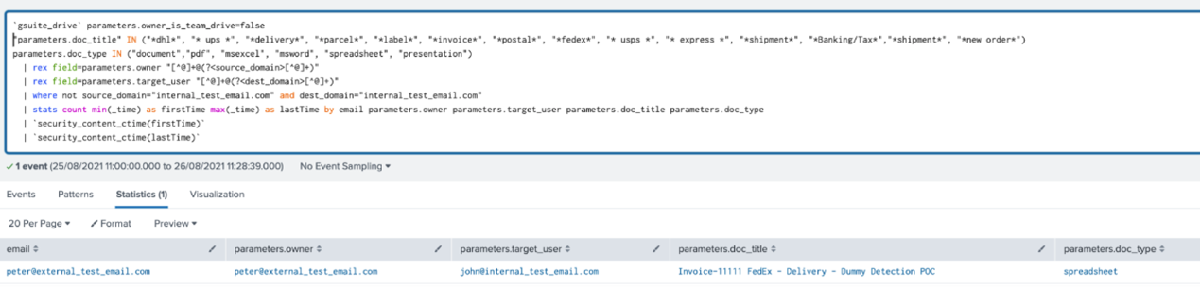 `gsuite_drive` parameters.owner_is_team_drive=false
"parameters.doc_title" IN ("*dhl*", "* ups *", "*delivery*", "*parcel*", "*label*", "*invoice*", "*postal*", "*fedex*", "* usps *", "* express *", "*shipment*", "*Banking/Tax*","*shipment*", "*new order*")
parameters.doc_type IN ("document","pdf", "msexcel", "msword", "spreadsheet", "presentation")
| rex field=parameters.owner "[^@]+@(?<source_domain>[^@]+)"
| rex field=parameters.target_user "[^@]+@(?<dest_domain>[^@]+)"
| where not source_domain="internal_test_email.com" and dest_domain="internal_test_email.com"
| stats count min(_time) as firstTime max(_time) as lastTime by email parameters.owner parameters.target_user parameters.doc_title parameters.doc_type
| `security_content_ctime(firstTime)`
| `security_content_ctime(lastTime)`
✓ 1 event (25/08/2021 11:00:00.000 to 26/08/2021 11:28:39.000) No Event Sampling
Events Patterns Statistics (1) Visualization
20 Per Page Format Preview
email parameters.owner parameters.target_user parameters.doc_title parameters.doc_type
peter@external_test_email.com peter@external_test_email.com john@internal_test_email.com Invoice-11111 FedEx - Delivery - Dummy Detection POC spreadsheet